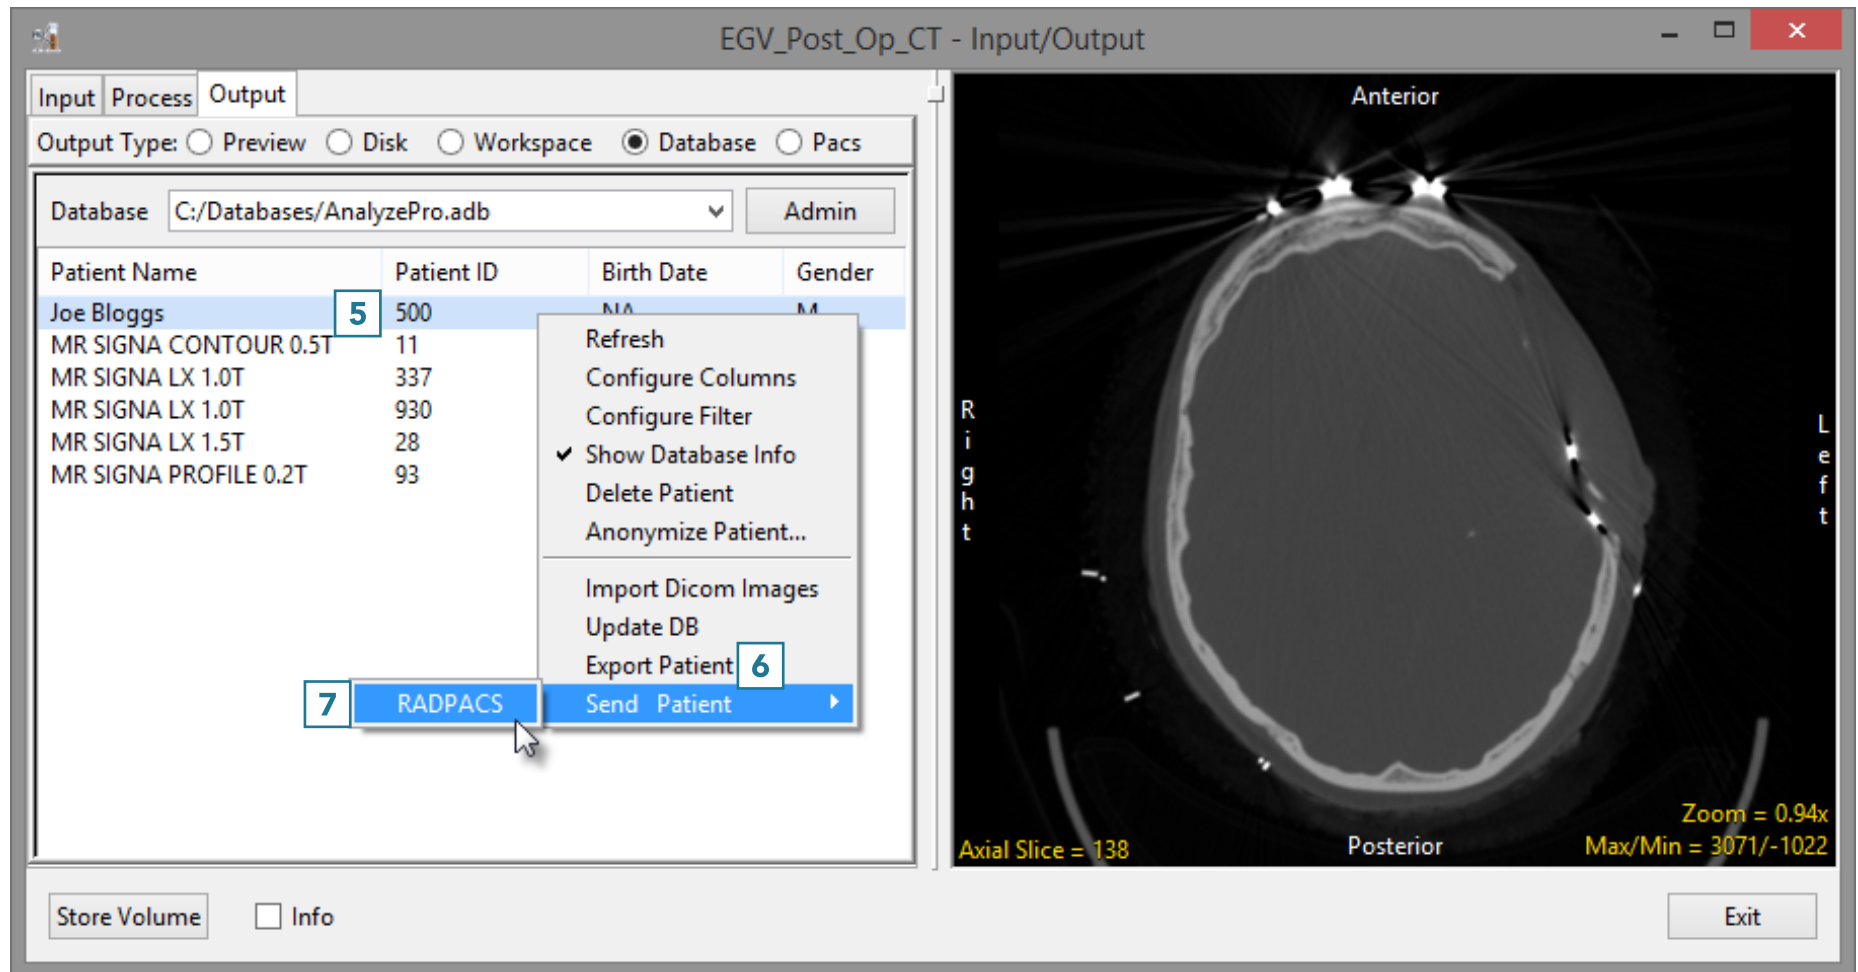 EGV_Post_Op_CT - Input/Output
Input Process Output
Output Type: Preview Disk Workspace Database Pacs
Database C:/Databases/AnalyzePro.adb Admin
Patient Name Patient ID Birth Date Gender
Joe Bloggs 5 500 NA M
MR SIGNA CONTOUR 0.5T 11
MR SIGNA LX 1.0T 337
MR SIGNA LX 1.0T 930
MR SIGNA LX 1.5T 28
MR SIGNA PROFILE 0.2T 93
Refresh
Configure Columns
Configure Filter
Show Database Info
Delete Patient
Anonymize Patient...
Import Dicom Images
Update DB
Export Patient 6
Send Patient
7 RADPACS
Anterior
Right
Left
Posterior
Axial Slice = 138
Zoom = 0.94x
Max/Min = 3071/-1022
Store Volume Info Exit